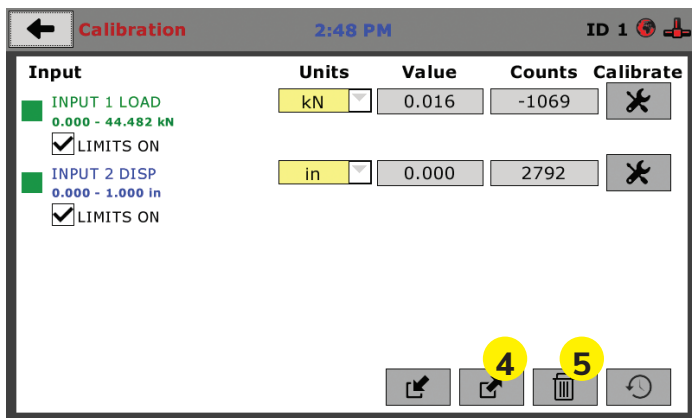 Calibration 2:48 PM ID 1
Input Units Value Counts Calibrate
INPUT 1 LOAD kN 0.016 -1069
0.000 - 44.482 kN
LIMITS ON
INPUT 2 DISP in 0.000 2792
0.000 - 1.000 in
LIMITS ON
4 5